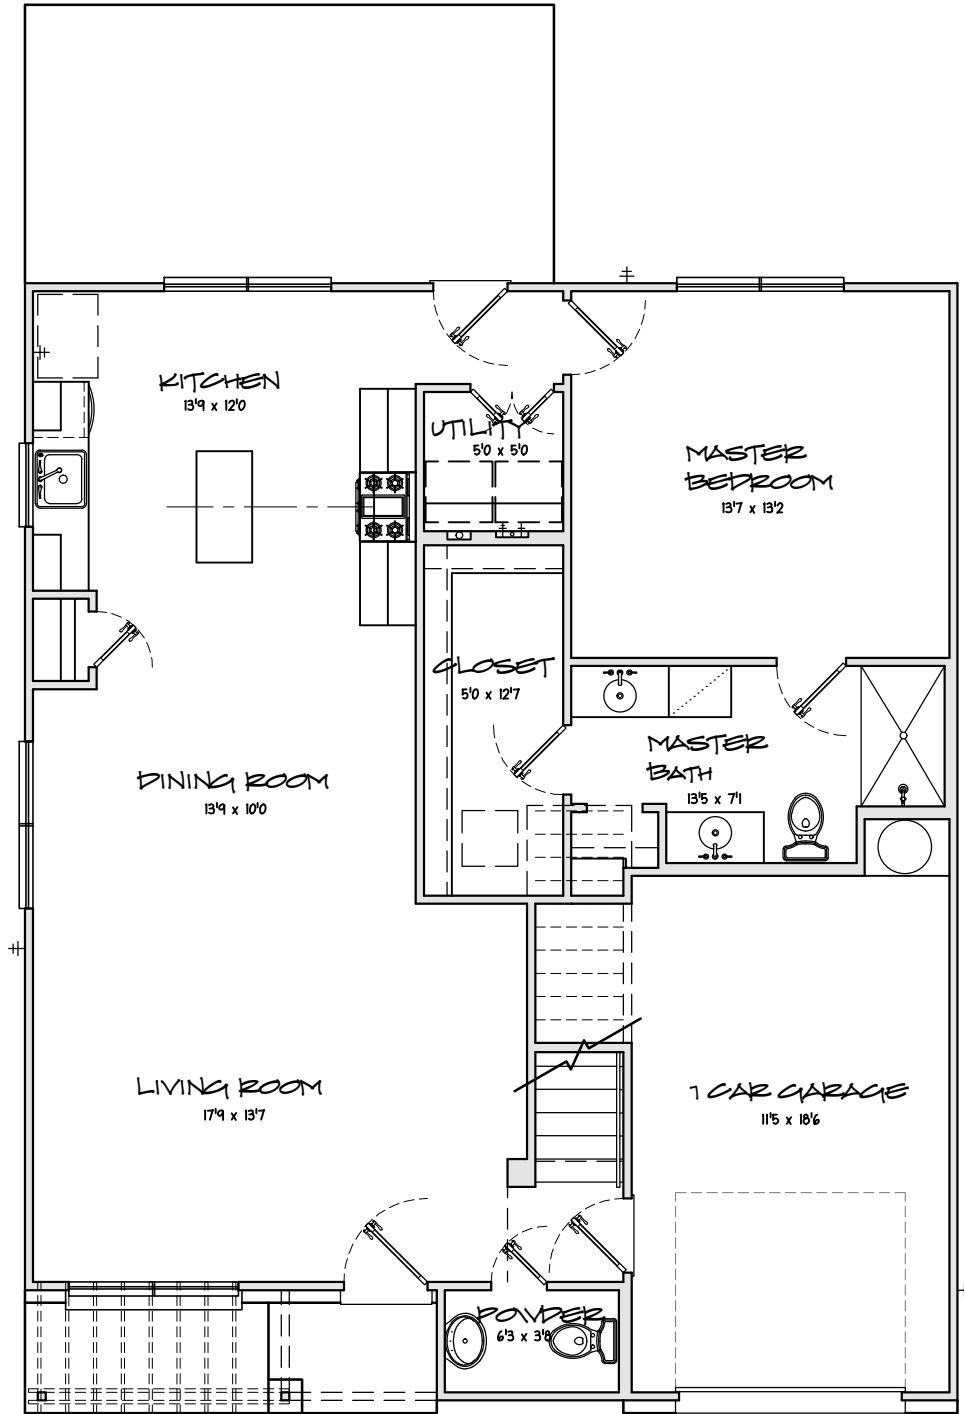 KITCHEN
13'9 x 12'0
UTILITY
5'0 x 5'0
MASTER
BEDROOM
13'7 x 13'2
CLOSET
5'0 x 12'7
MASTER
BATH
13'5 x 7'1
DINING ROOM
13'9 x 10'0
LIVING ROOM
17'9 x 13'7
1 CAR GARAGE
11'5 x 18'6
POWDER
6'3 x 3'8